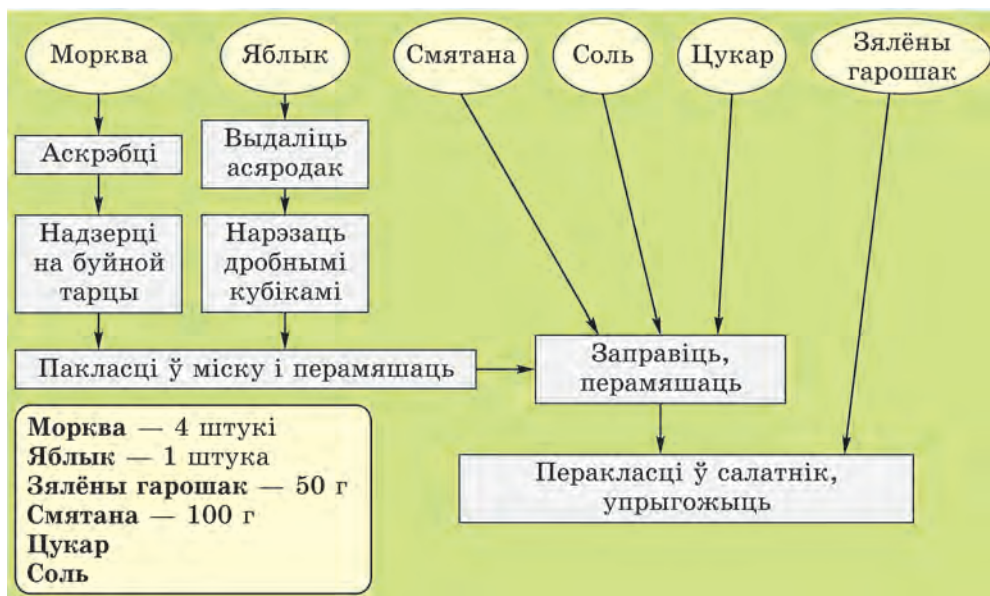 Морква
Яблык
Смятана
Соль
Цукар
Зялёны
гарошак
Аскрэбці
Выдаліць
асяродак
Надзерці
на буйной
тарцы
Нарэзаць
дробнымі
кубікамі
Пакласці ў міску і перамяшаць
Заправіць,
перамяшаць
Перакласці ў салатнік,
упрыгожыць
Морква — 4 штукі
Яблык — 1 штука
Зялёны гарошак — 50 г
Смятана — 100 г
Цукар
Соль